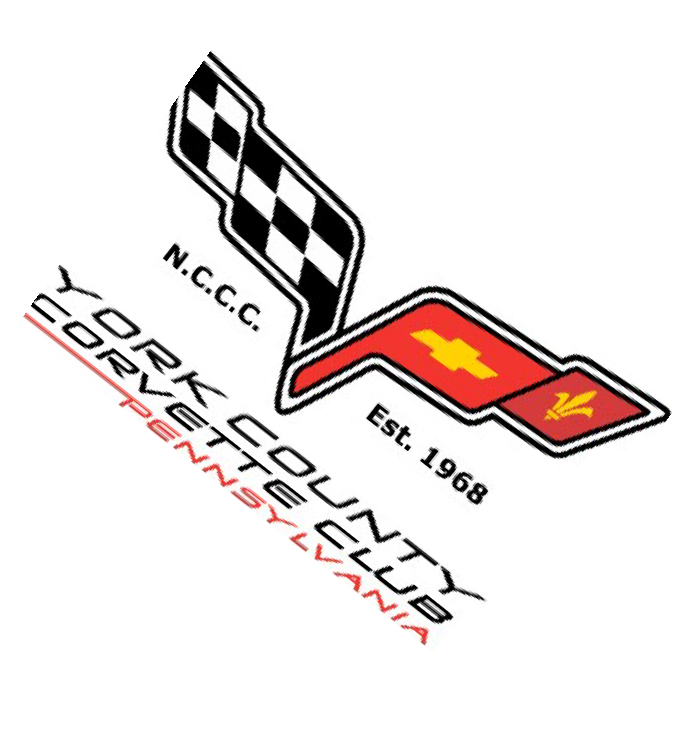 N.C.C.C.
Est. 1968
YORK COUNTY
CORVETTE CLUB
PENNSYLVANIA